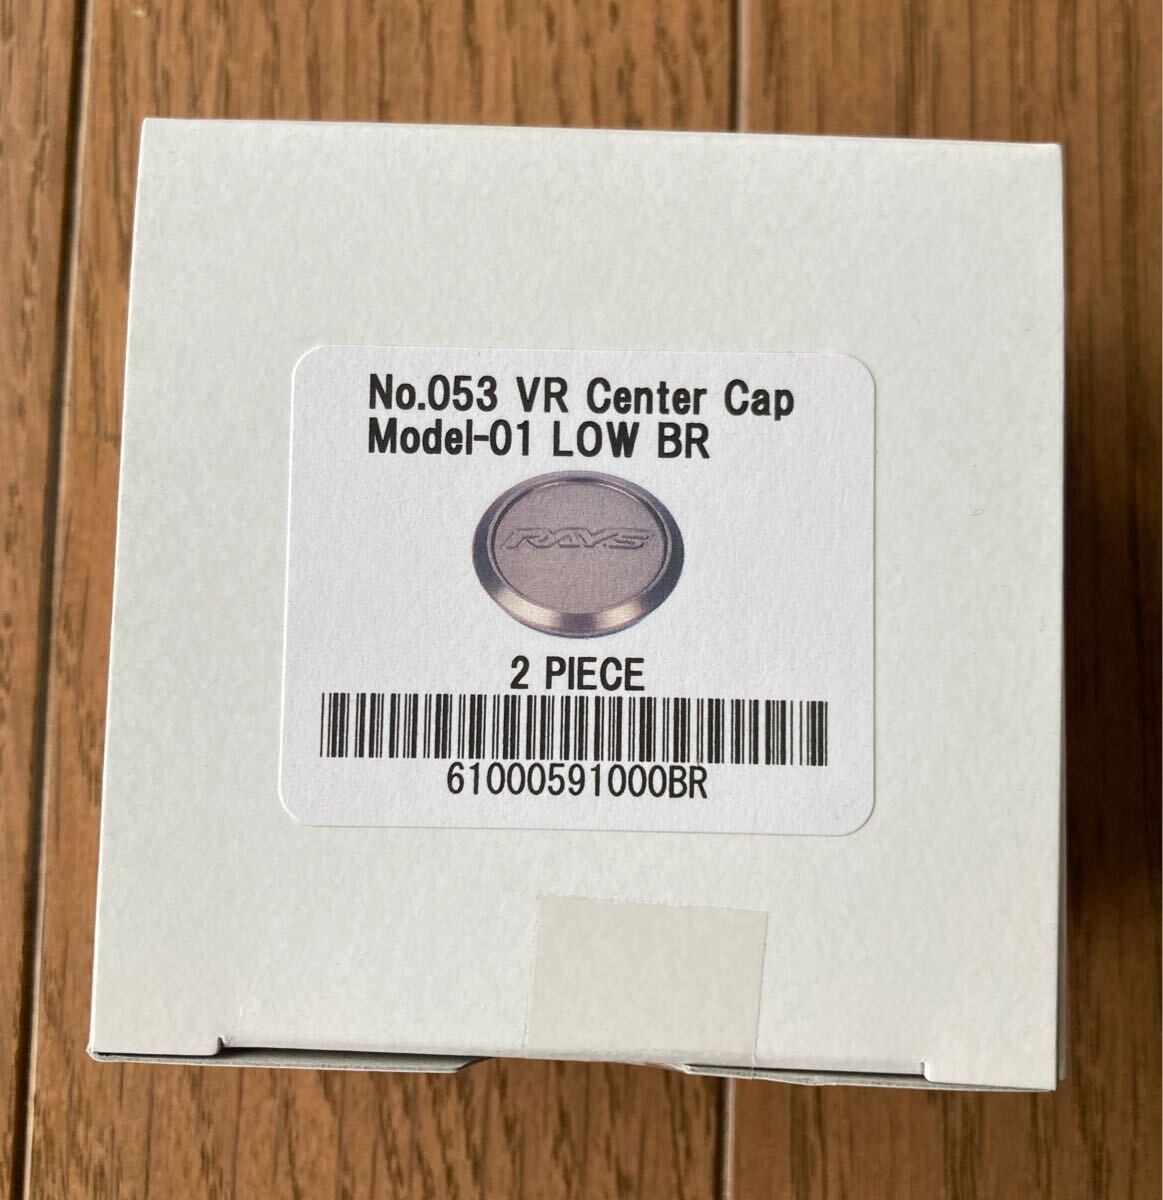 No.053 VR Center Cap
Model-01 LOW BR
RAYS
2 PIECE
61000591000BR